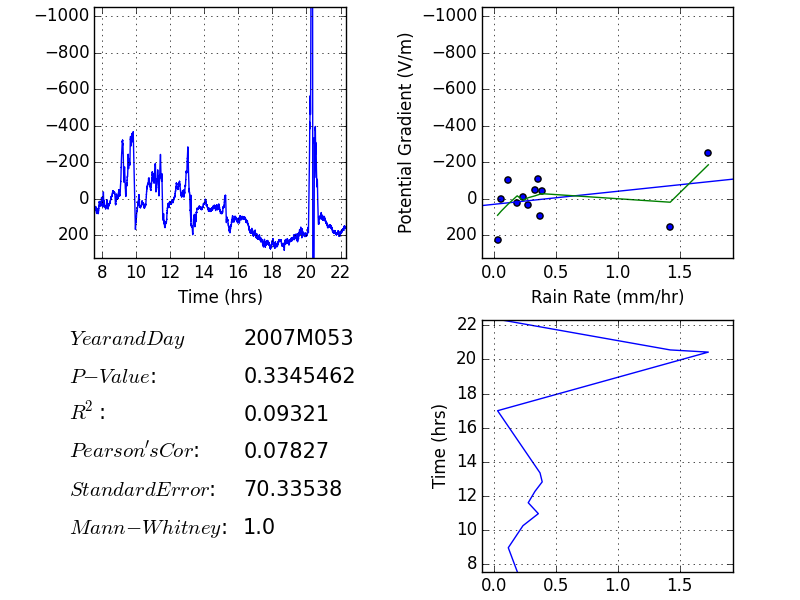 −1000
−800
−600
−400
−200
0
200
8 10 12 14 16 18 20 22
Time (hrs)
Potential Gradient (V/m)
−1000
−800
−600
−400
−200
0
200
0.0 0.5 1.0 1.5
Rain Rate (mm/hr)
YearandDay 2007M053
P−Value: 0.3345462
R² : 0.09321
Pearson'sCor: 0.07827
StandardError: 70.33538
Mann−Whitney: 1.0
Time (hrs)
22
20
18
16
14
12
10
8
0.0 0.5 1.0 1.5